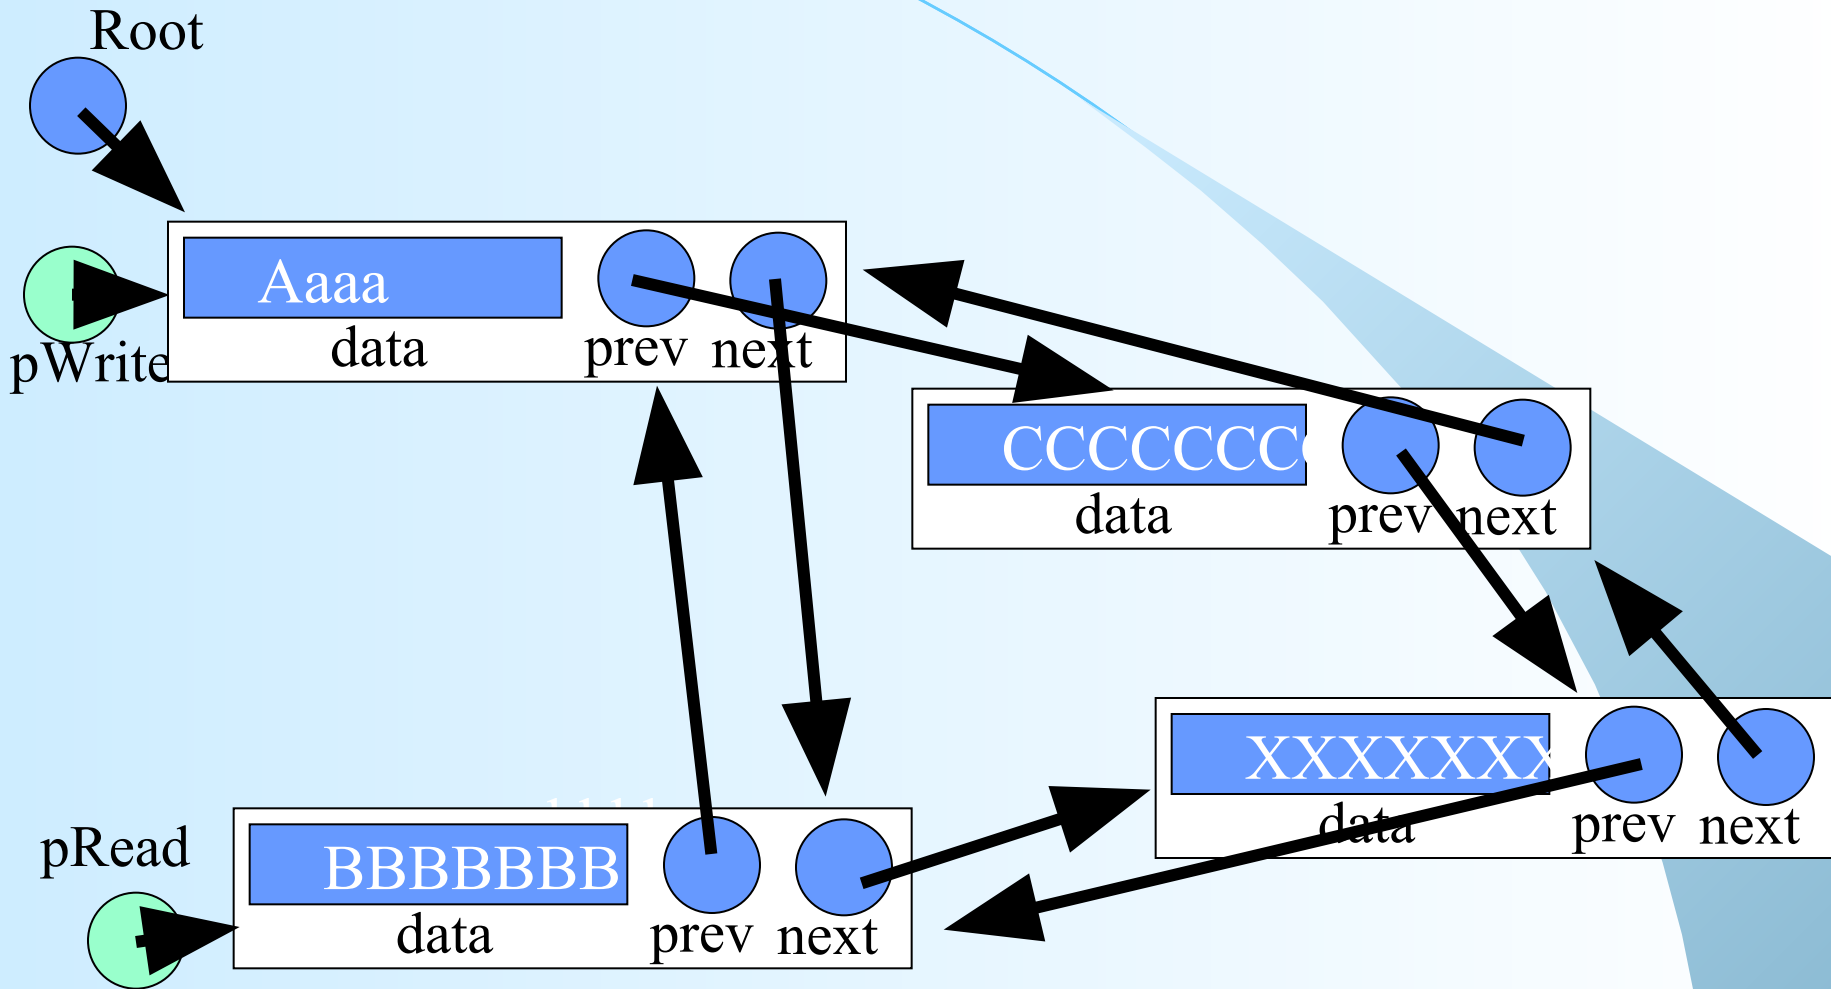 Root
Aaaa
data
prev
next
pWrite
CCCCCCC
data
prev
next
XXXXXXX
data
prev
next
pRead
BBBBBBB
data
prev
next